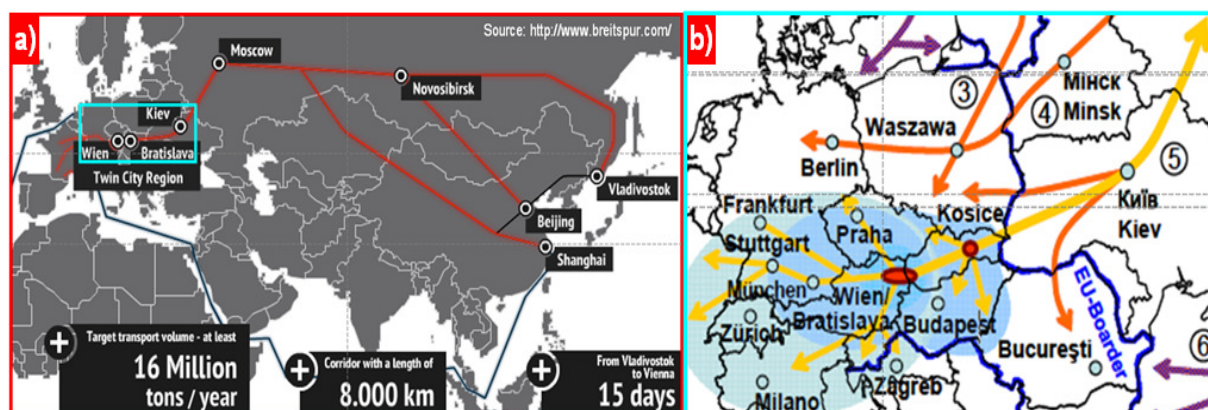 a)
Source: http://www.breitspur.com/
Moscow
Novosibirsk
Kiev
Wien
Bratislava
Twin City Region
Vladivostok
Beijing
Shanghai
Target transport volume - at least
16 Million
tons / year
Corridor with a length of
8.000 km
From Vladivostok
to Vienna
15 days
b)
③
④
Мінск
Minsk
Waszawa
Berlin
⑤
Київ
Kiev
Frankfurt
Kosice
Praha
Stuttgart
München
Wien/
Bratislava
Budapest
Zürich
EU-Boarder
Bucureşti
⑥
Zagreb
Milano